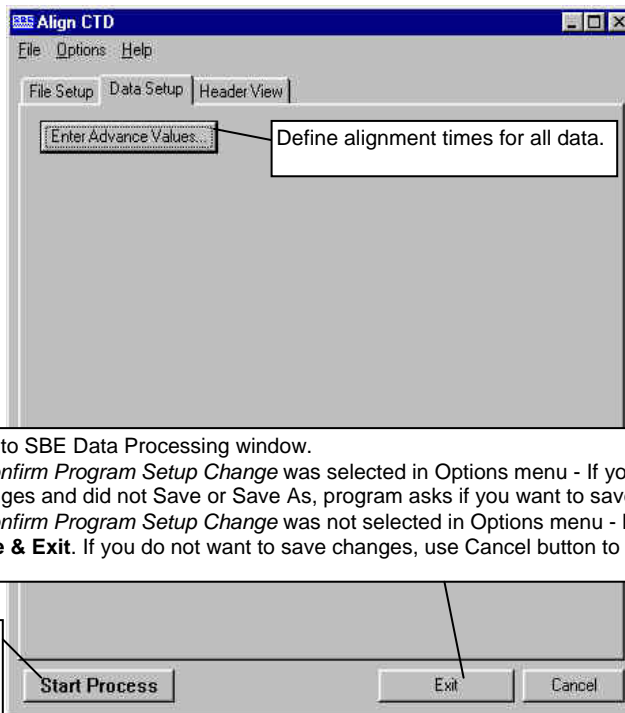 SBE Align CTD
File Options Help
File Setup Data Setup Header View
Enter Advance Values...
Define alignment times for all data.
to SBE Data Processing window.
nfirm Program Setup Change was selected in Options menu - If yo
ges and did not Save or Save As, program asks if you want to save
nfirm Program Setup Change was not selected in Options menu -
e & Exit. If you do not want to save changes, use Cancel button to
Start Process Exit Cancel